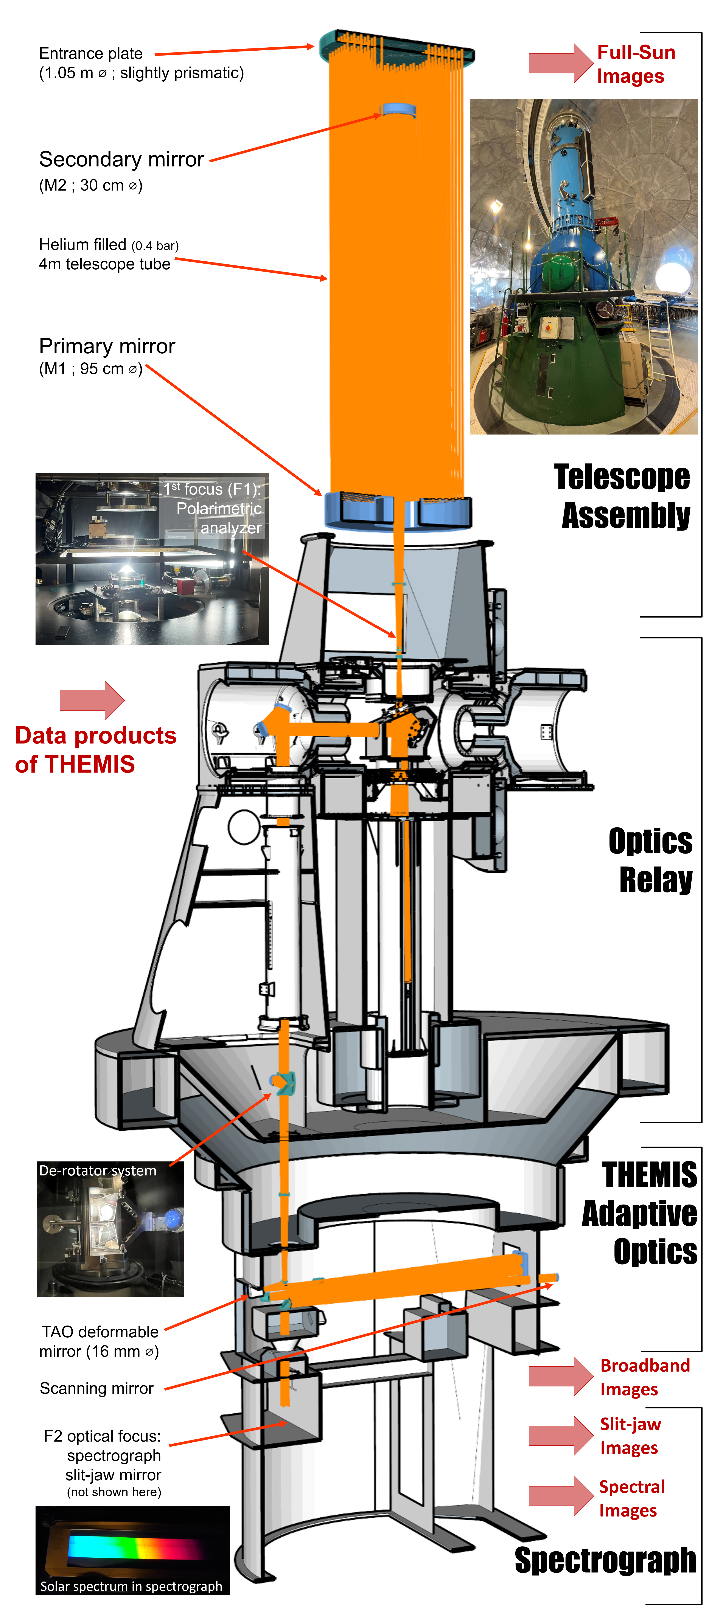 Entrance plate
(1.05 m ⌀ ; slightly prismatic)
Full-Sun
Images
Secondary mirror
(M2 ; 30 cm ⌀)
Helium filled (0.4 bar)
4m telescope tube
Primary mirror
(M1 ; 95 cm ⌀)
Telescope
Assembly
1st focus (F1):
Polarimetric
analyzer
Data products
of THEMIS
Optics
Relay
De-rotator system
THEMIS
Adaptive
Optics
TAO deformable
mirror (16 mm ⌀)
Scanning mirror
Broadband
Images
F2 optical focus:
spectrograph
slit-jaw mirror
(not shown here)
Slit-jaw
Images
Spectral
Images
Solar spectrum in spectrograph
Spectrograph